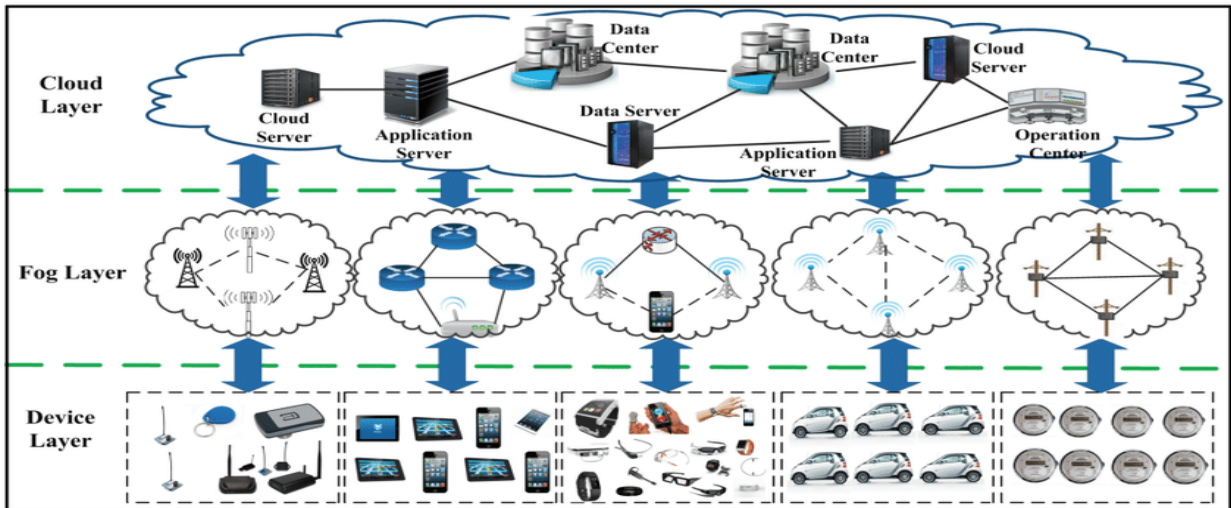 Cloud
Layer
Data
Center
Data
Center
Cloud
Server
Cloud
Server
Application
Server
Data Server
Application
Server
Operation
Center
Fog Layer
Device
Layer